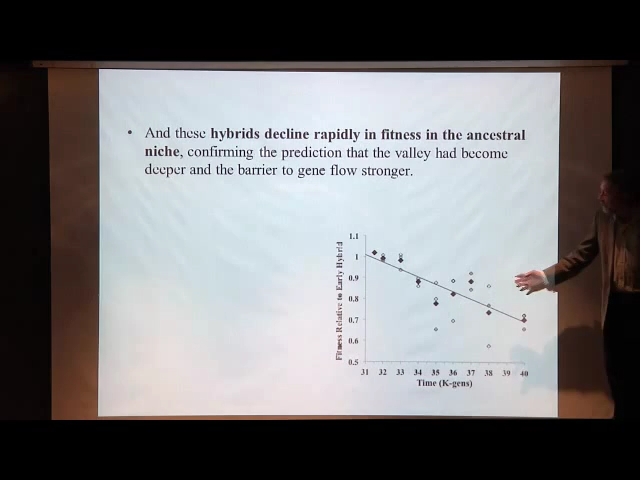 • And these hybrids decline rapidly in fitness in the ancestral
niche, confirming the prediction that the valley had become
deeper and the barrier to gene flow stronger.
Fitness Relative to Early Hybrid
1.1
1
0.9
0.8
0.7
0.6
0.5
31 32 33 34 35 36 37 38 39 40
Time (K-gens)